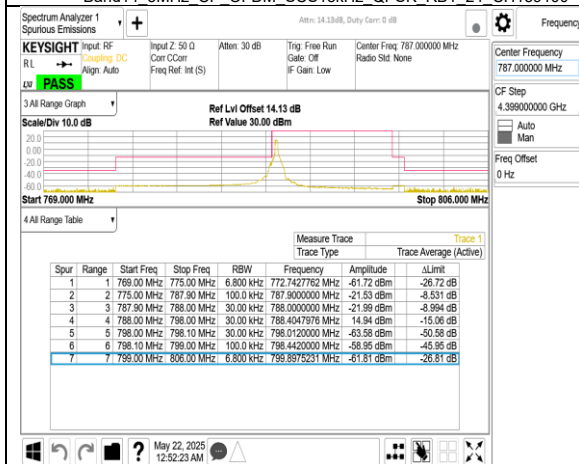 Spectrum Analyzer 1
Spurious Emissions
Attn: 14.13dB, Duty Corr: 0 dB
Frequency
KEYSIGHT Input: RF
RL Coupling: DC
Align: Auto
Input Z: 50 Ω
Corr CCorr
Freq Ref: Int (S)
Atten: 30 dB
Trig: Free Run
Gate: Off
IF Gain: Low
Center Freq: 787.000000 MHz
Radio Std: None
LXI PASS
Center Frequency
787.000000 MHz
CF Step
4.399000000 GHz
Auto
Man
Freq Offset
0 Hz
3 All Range Graph
Ref Lvl Offset 14.13 dB
Scale/Div 10.0 dB Ref Value 30.00 dBm
20.0
0.00
-20.0
-40.0
-60.0
Start 769.000 MHz Stop 806.000 MHz
4 All Range Table
Measure Trace Trace 1
Trace Type Trace Average (Active)
Spur Range Start Freq Stop Freq RBW Frequency Amplitude ΔLimit
1 1 769.00 MHz 775.00 MHz 6.800 kHz 772.7427762 MHz -61.72 dBm -26.72 dB
2 2 775.00 MHz 787.90 MHz 100.0 kHz 787.9000000 MHz -21.53 dBm -8.531 dB
3 3 787.90 MHz 788.00 MHz 30.00 kHz 788.0000000 MHz -21.99 dBm -8.994 dB
4 4 788.00 MHz 798.00 MHz 30.00 kHz 788.4047976 MHz 14.94 dBm -15.06 dB
5 5 798.00 MHz 798.10 MHz 30.00 kHz 798.0120000 MHz -63.58 dBm -50.58 dB
6 6 798.10 MHz 799.00 MHz 100.0 kHz 798.4420000 MHz -58.95 dBm -45.95 dB
7 7 799.00 MHz 806.00 MHz 6.800 kHz 799.8975231 MHz -61.81 dBm -26.81 dB
May 22, 2025
12:52:23 AM